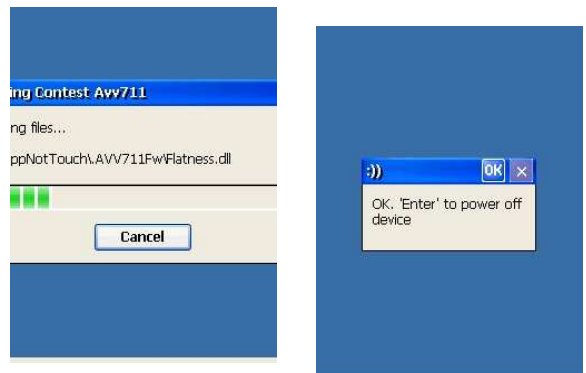 ing Contest Avv711
ng files...
ppNotTouch\.AVV711Fw\Flatness.dll
Cancel
:)) OK
OK. 'Enter' to power off
device